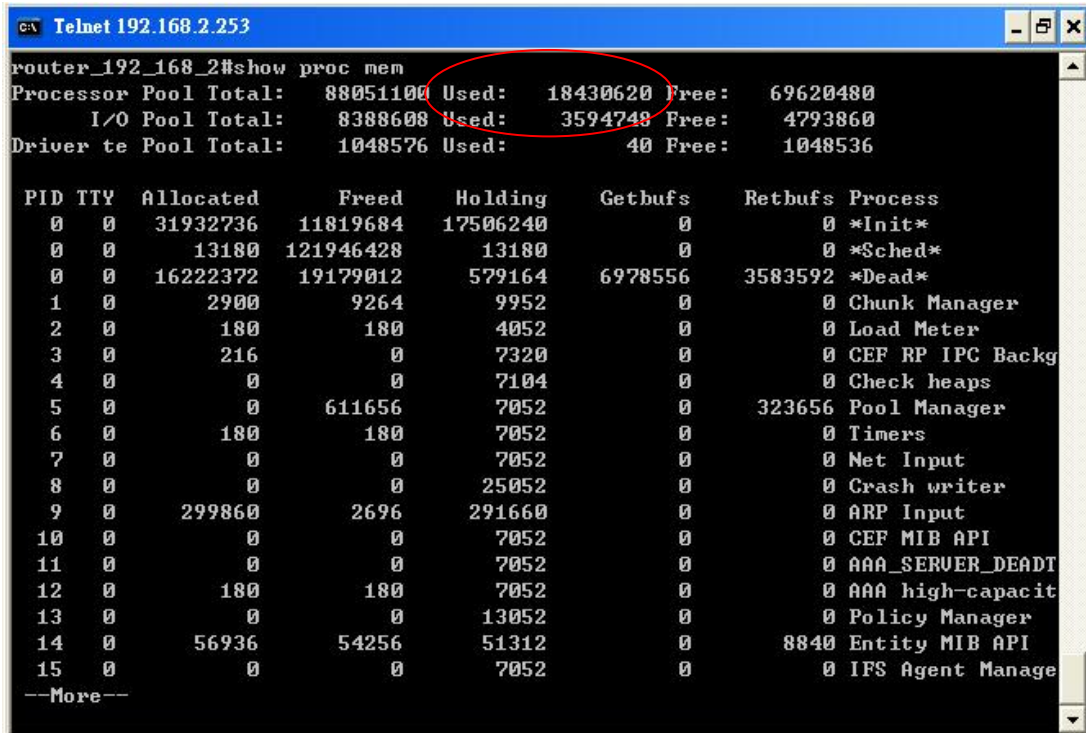 Telnet 192.168.2.253
router_192_168_2#show proc mem
Processor Pool Total: 88051100 Used: 18430620 Free: 69620480
I/O Pool Total: 8388608 Used: 3594748 Free: 4793860
Driver te Pool Total: 1048576 Used: 40 Free: 1048536
PID TTY Allocated Freed Holding Getbufs Retbufs Process
0 0 31932736 11819684 17506240 0 0 *Init*
0 0 13180 121946428 13180 0 0 *Sched*
0 0 16222372 19179012 579164 6978556 3583592 *Dead*
1 0 2900 9264 9952 0 0 Chunk Manager
2 0 180 180 4052 0 0 Load Meter
3 0 216 0 7320 0 0 CEF RP IPC Backg
4 0 0 0 7104 0 0 Check heaps
5 0 0 611656 7052 0 323656 Pool Manager
6 0 180 180 7052 0 0 Timers
7 0 0 0 7052 0 0 Net Input
8 0 0 0 25052 0 0 Crash writer
9 0 299860 2696 291660 0 0 ARP Input
10 0 0 0 7052 0 0 CEF MIB API
11 0 0 0 7052 0 0 AAA_SERVER_DEADT
12 0 180 180 7052 0 0 AAA high-capacit
13 0 0 0 13052 0 0 Policy Manager
14 0 56936 54256 51312 0 8840 Entity MIB API
15 0 0 0 7052 0 0 IFS Agent Manage
--More--